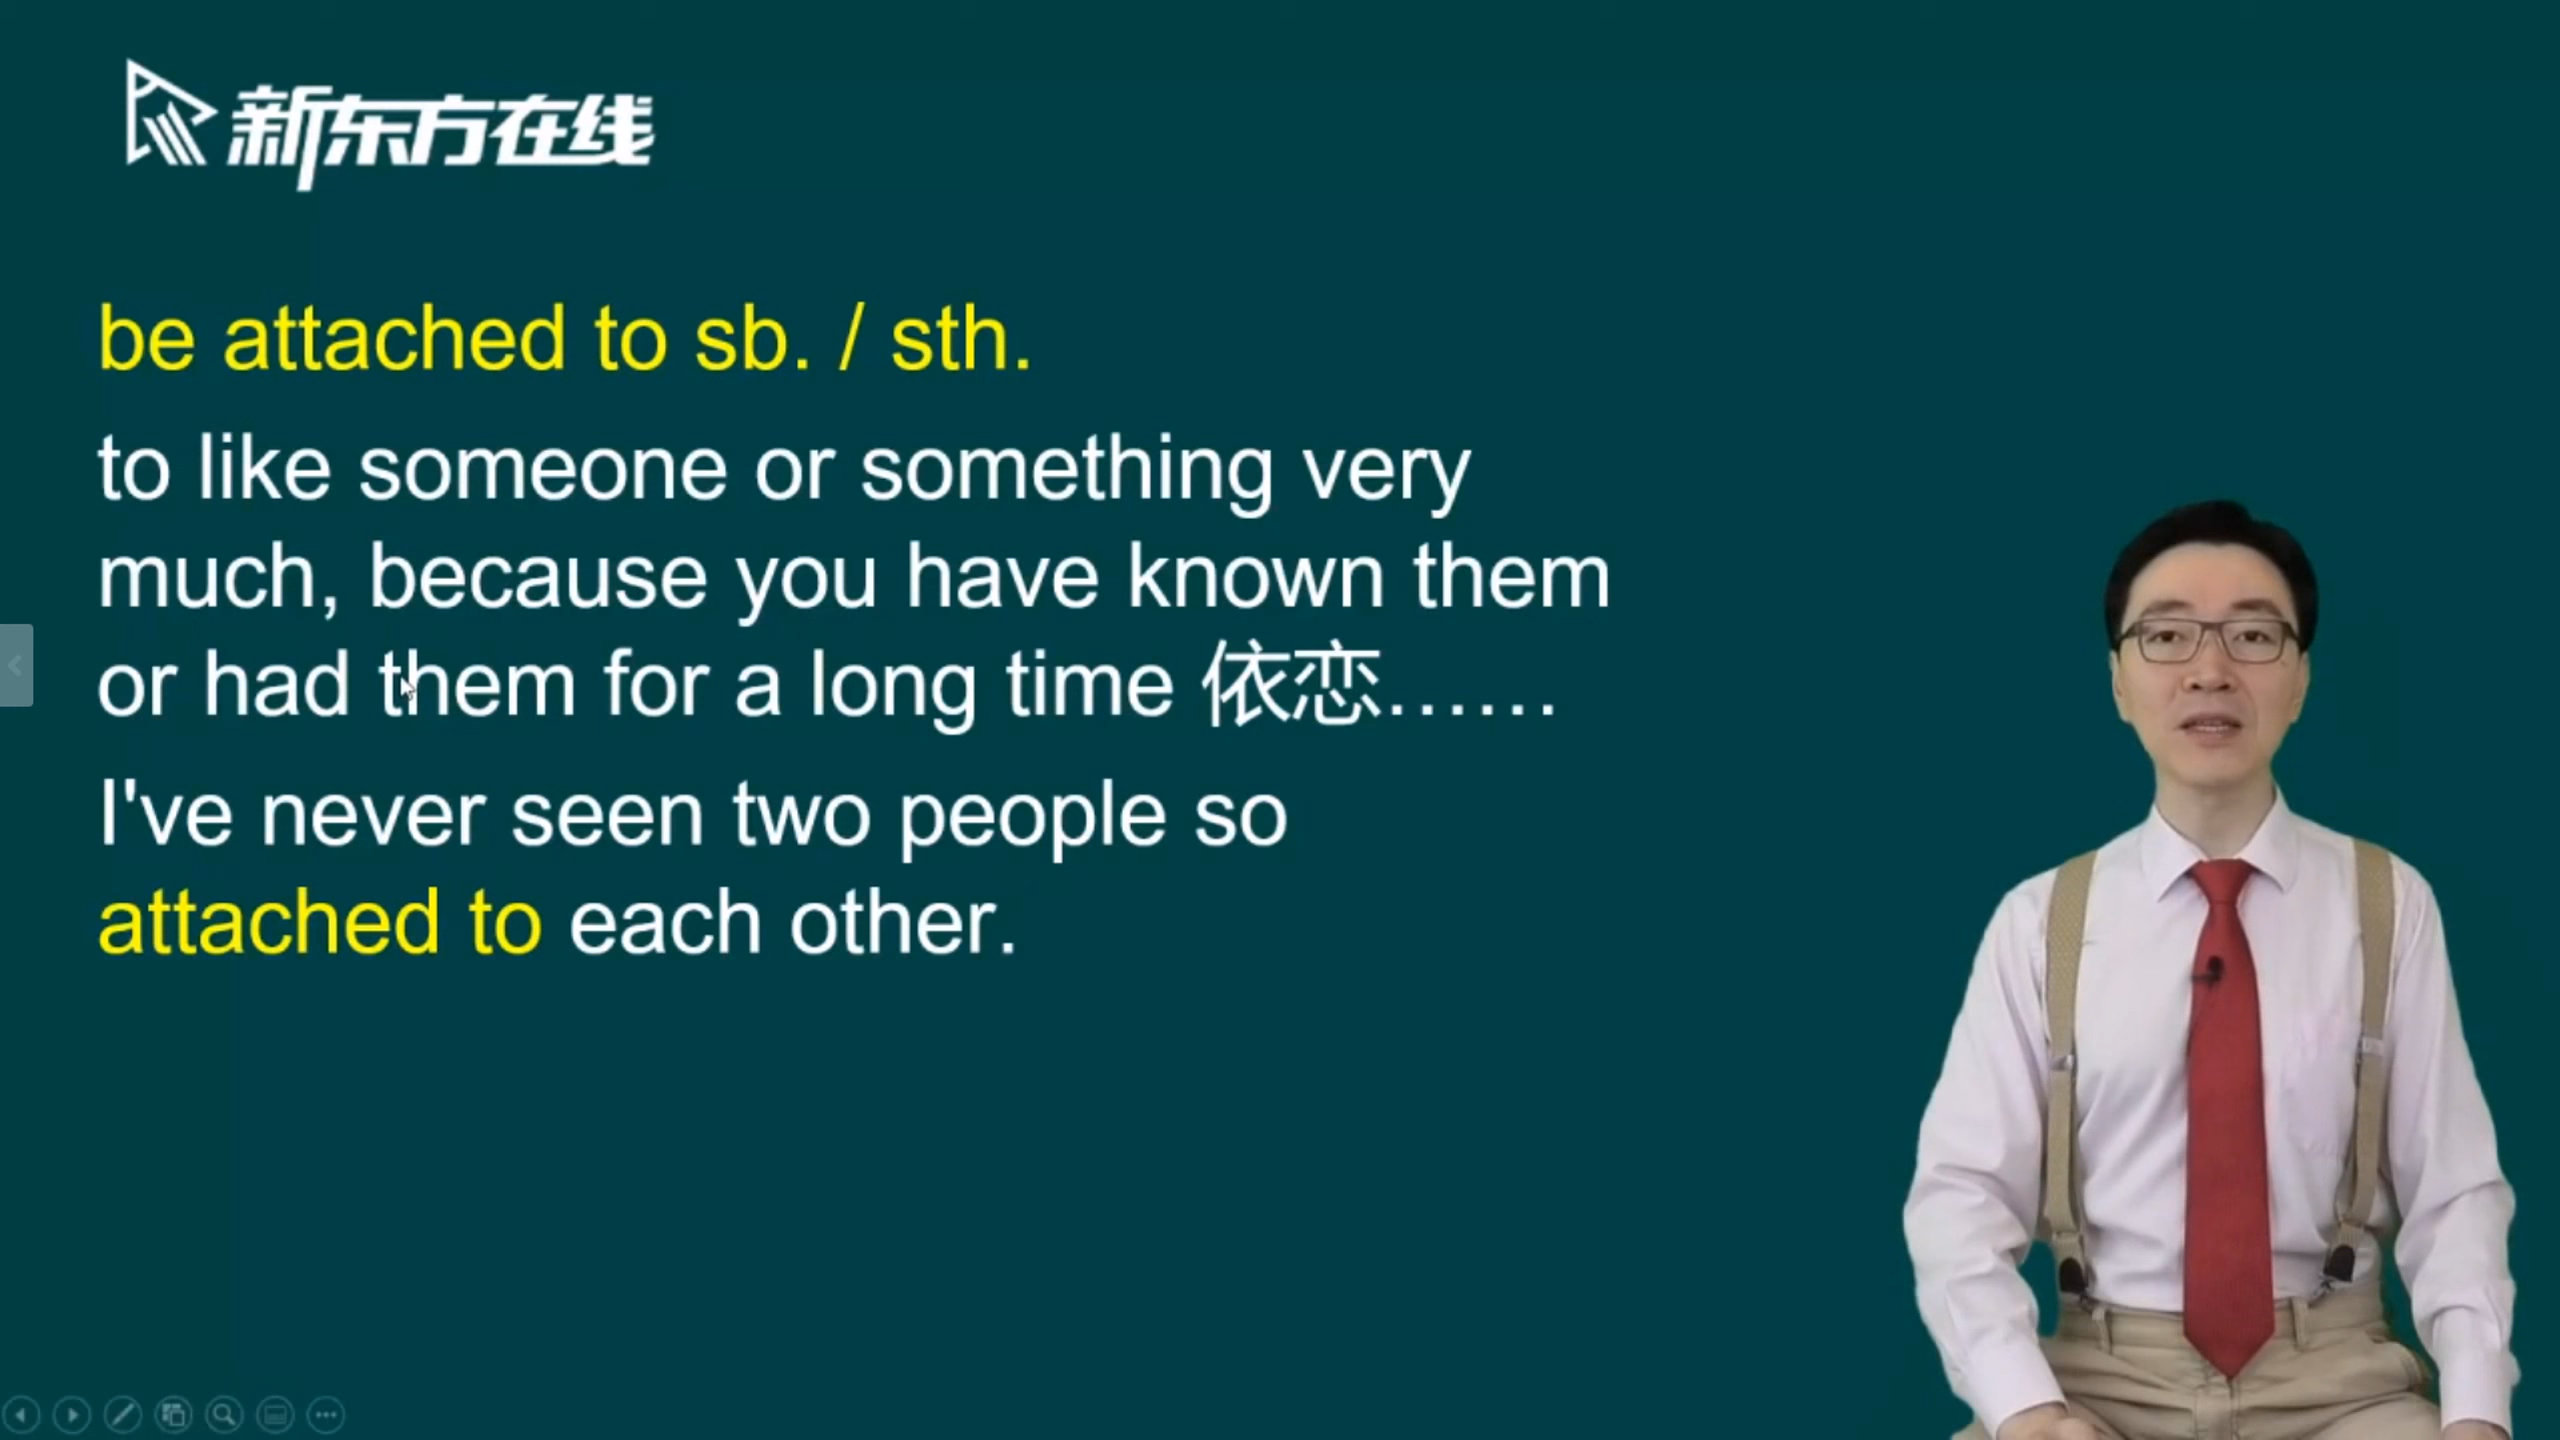 新东方在线
be attached to sb. / sth.
to like someone or something very
much, because you have known them
or had them for a long time 依恋……
I've never seen two people so
attached to each other.